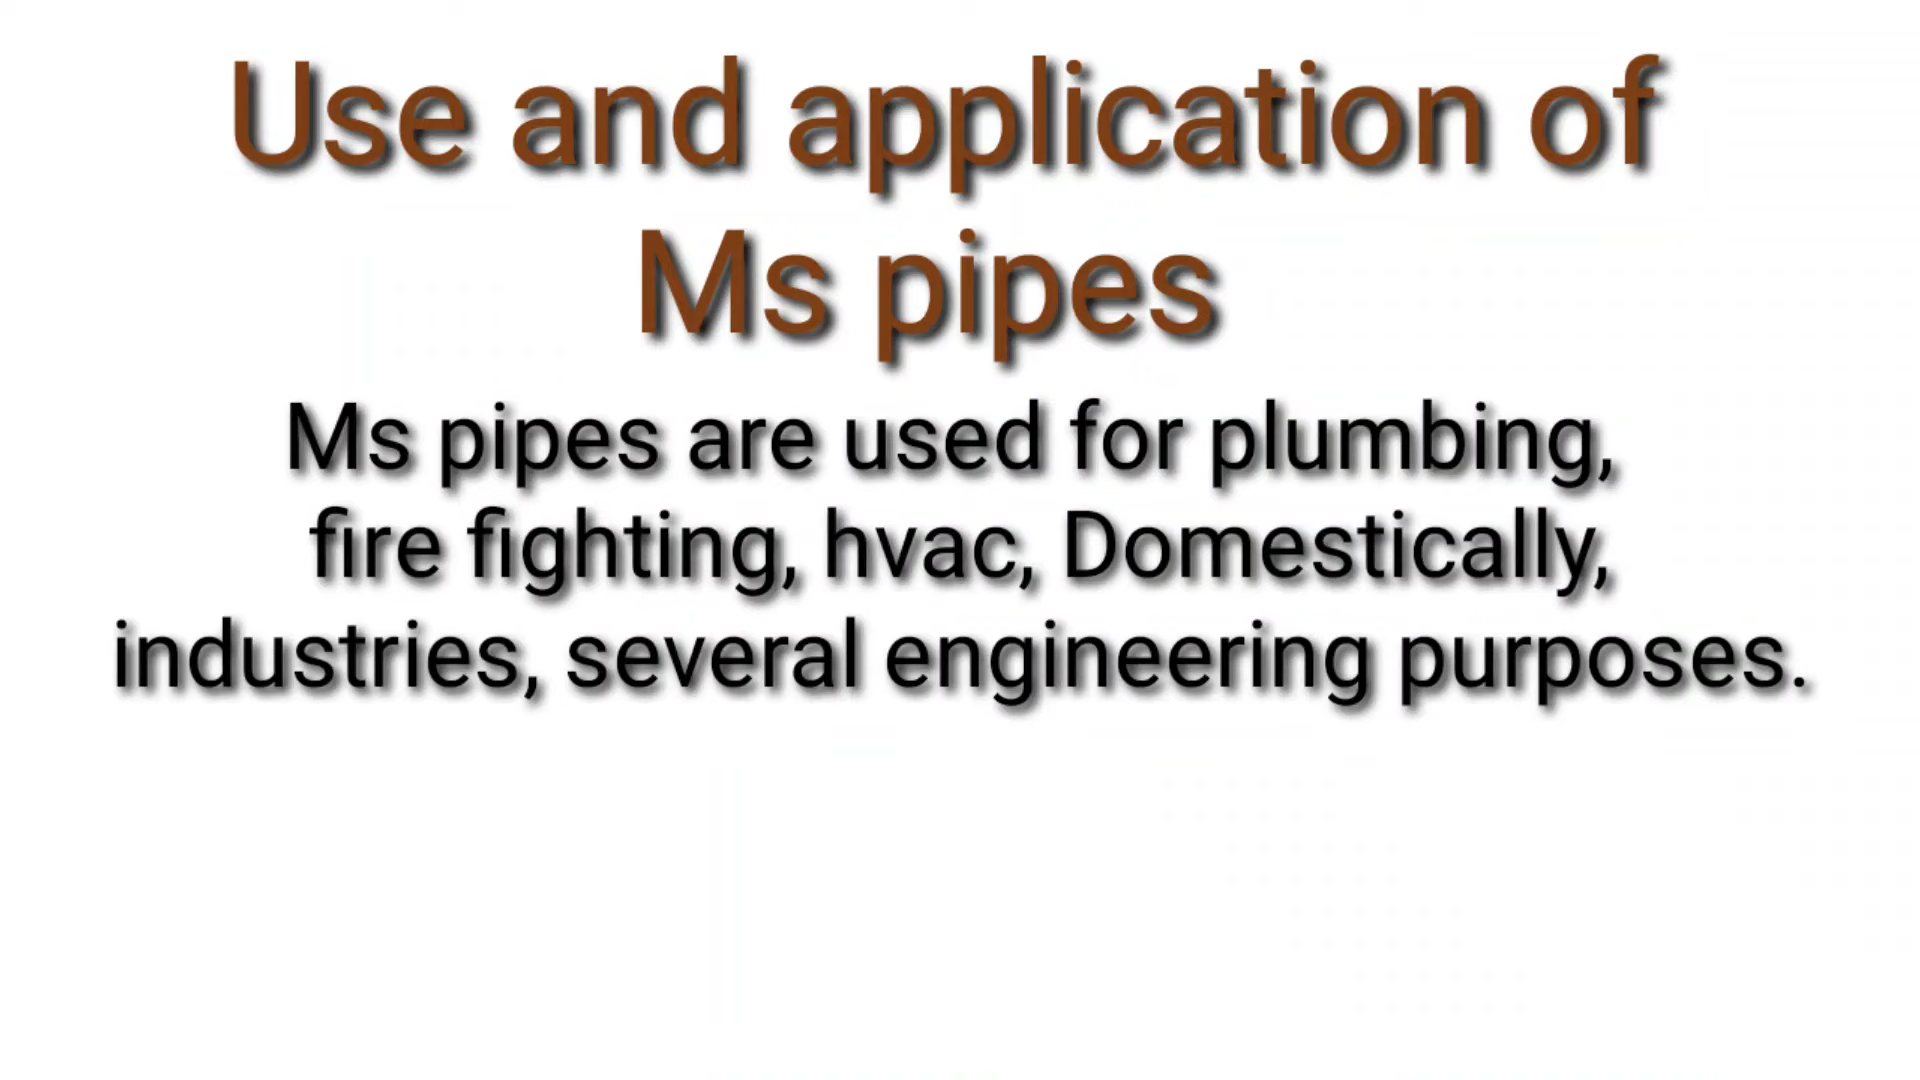 Use and application of
Ms pipes
Ms pipes are used for plumbing,
fire fighting, hvac, Domestically,
industries, several engineering purposes.